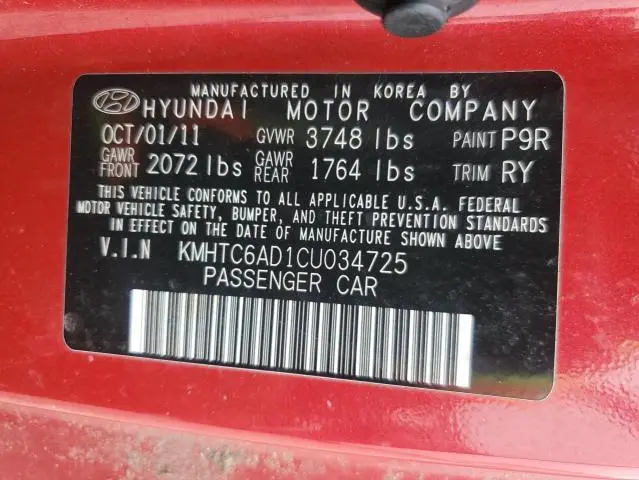 MANUFACTURED IN KOREA BY
HYUNDAI MOTOR COMPANY
OCT/01/11 GVWR 3748 lbs PAINT P9R
GAWR FRONT 2072 lbs GAWR REAR 1764 lbs TRIM RY
THIS VEHICLE CONFORMS TO ALL APPLICABLE U.S.A. FEDERAL
MOTOR VEHICLE SAFETY, BUMPER, AND THEFT PREVENTION STANDARDS
IN EFFECT ON THE DATE OF MANUFACTURE SHOWN ABOVE.
V.I.N KMHTC6AD1CU034725
PASSENGER CAR